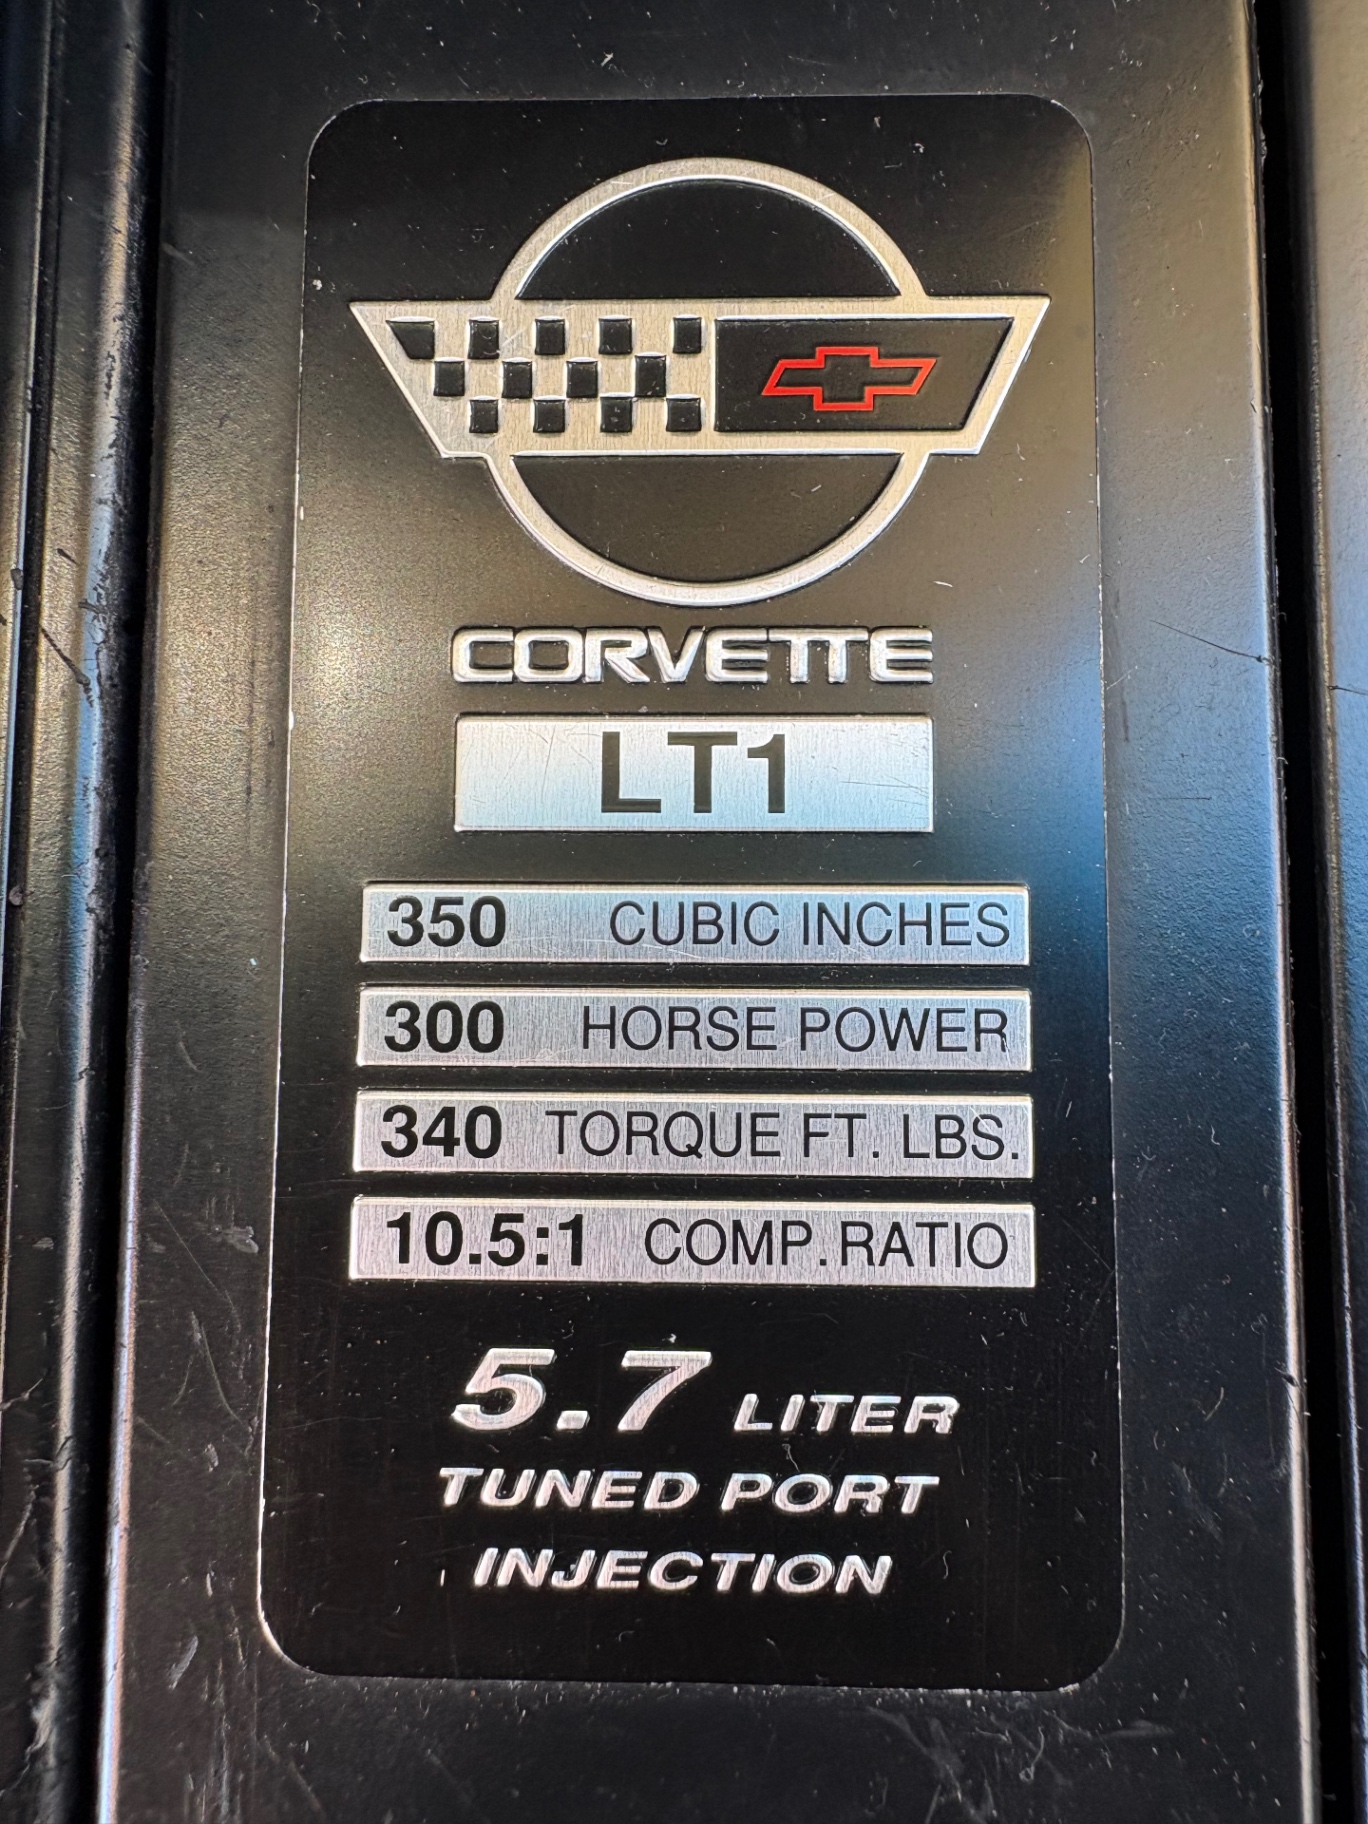 CORVETTE
LT1
350 CUBIC INCHES
300 HORSE POWER
340 TORQUE FT. LBS.
10.5:1 COMP. RATIO
5.7 LITER
TUNED PORT
INJECTION